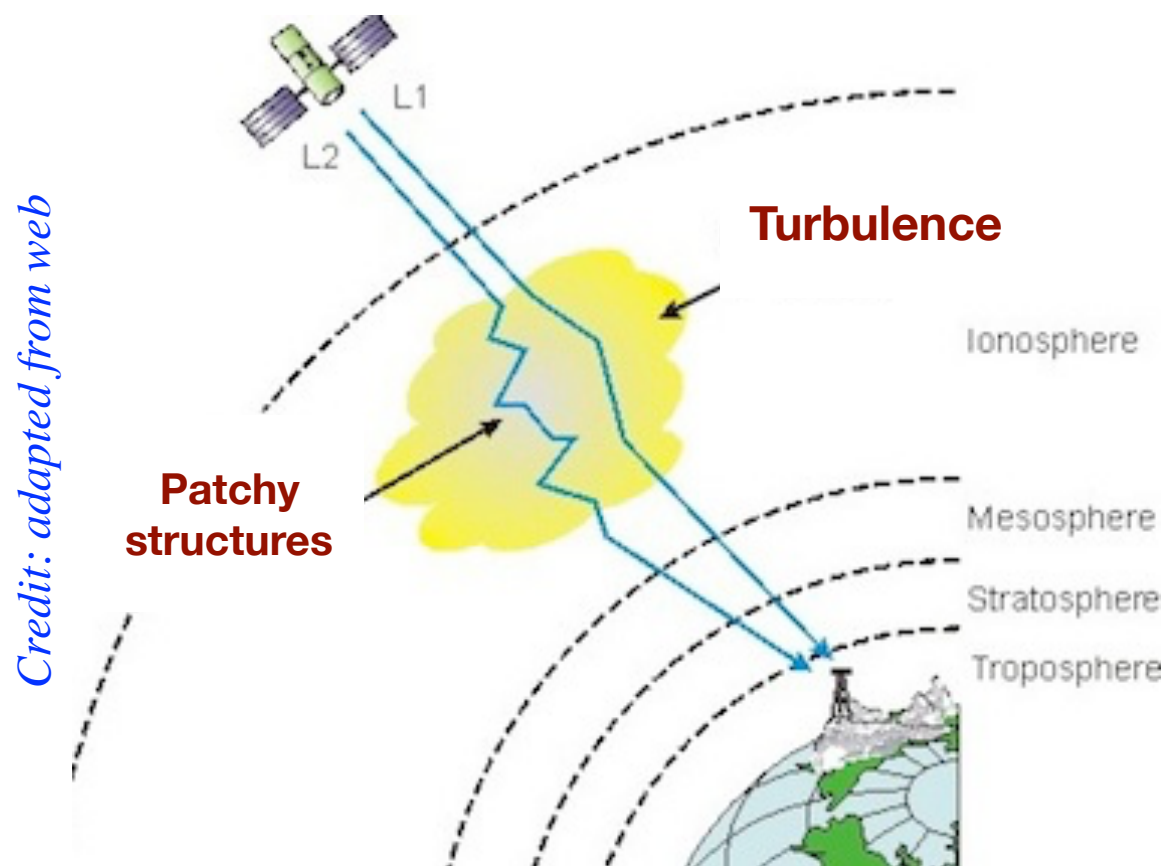 L1
L2
Turbulence
Ionosphere
Patchy
structures
Mesosphere
Stratosphere
Troposphere
Credit: adapted from web